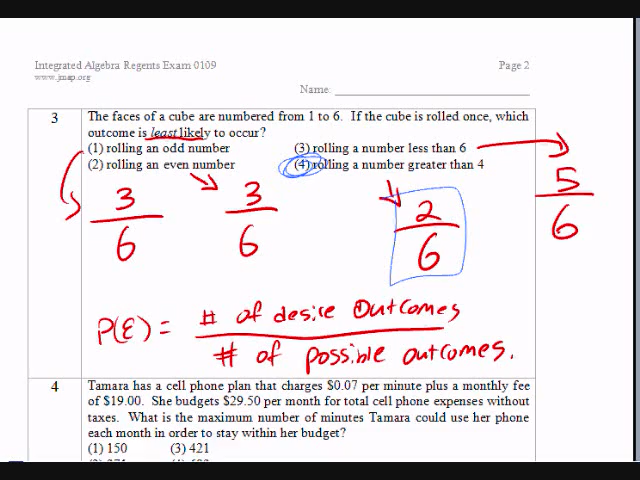 Integrated Algebra Regents Exam 0109 Page 2
www.jmap.org
Name:
3 The faces of a cube are numbered from 1 to 6. If the cube is rolled once, which
outcome is least likely to occur?
(1) rolling an odd number (3) rolling a number less than 6
(2) rolling an even number (4) rolling a number greater than 4
3/6 3/6 2/6 5/6
P(E) = # of desire Outcomes
# of possible outcomes.
4 Tamara has a cell phone plan that charges $0.07 per minute plus a monthly fee
of $19.00. She budgets $29.50 per month for total cell phone expenses without
taxes. What is the maximum number of minutes Tamara could use her phone
each month in order to stay within her budget?
(1) 150 (3) 421